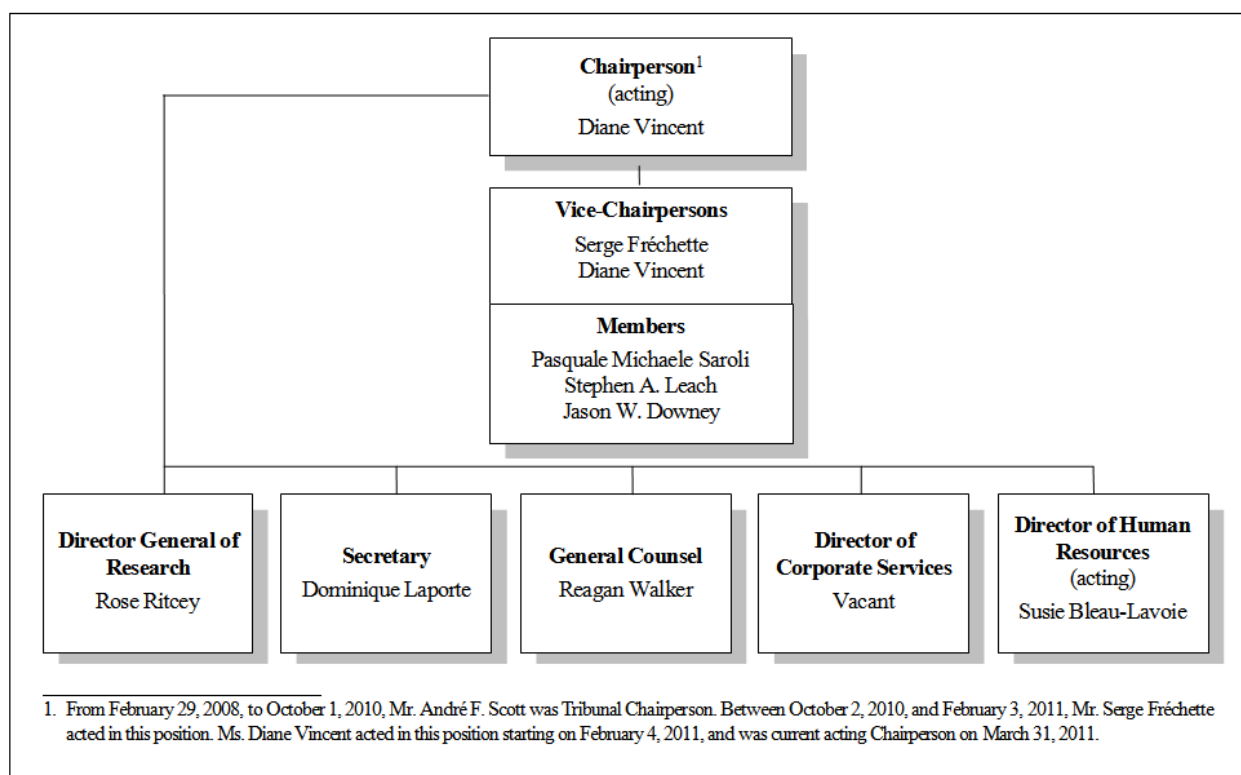 Chairperson1
(acting)
Diane Vincent
Vice-Chairpersons
Serge Fréchette
Diane Vincent
Members
Pasquale Michaele Saroli
Stephen A. Leach
Jason W. Downey
Director General of
Research
Rose Ritcey
Secretary
Dominique Laporte
General Counsel
Reagan Walker
Director of
Corporate Services
Vacant
Director of Human
Resources
(acting)
Susie Bleau-Lavoie
1. From February 29, 2008, to October 1, 2010, Mr. André F. Scott was Tribunal Chairperson. Between October 2, 2010, and February 3, 2011, Mr. Serge Fréchette
acted in this position. Ms. Diane Vincent acted in this position starting on February 4, 2011, and was current acting Chairperson on March 31, 2011.